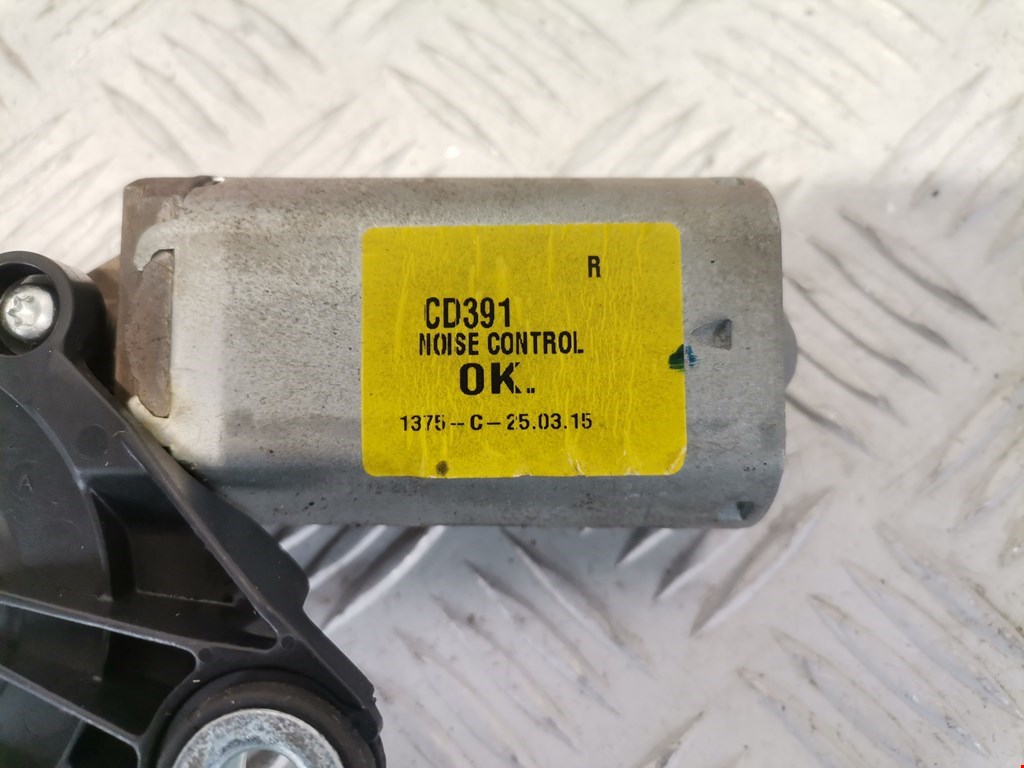 R
CD391
NOISE CONTROL
OK..
1375--C-25.03.15
A